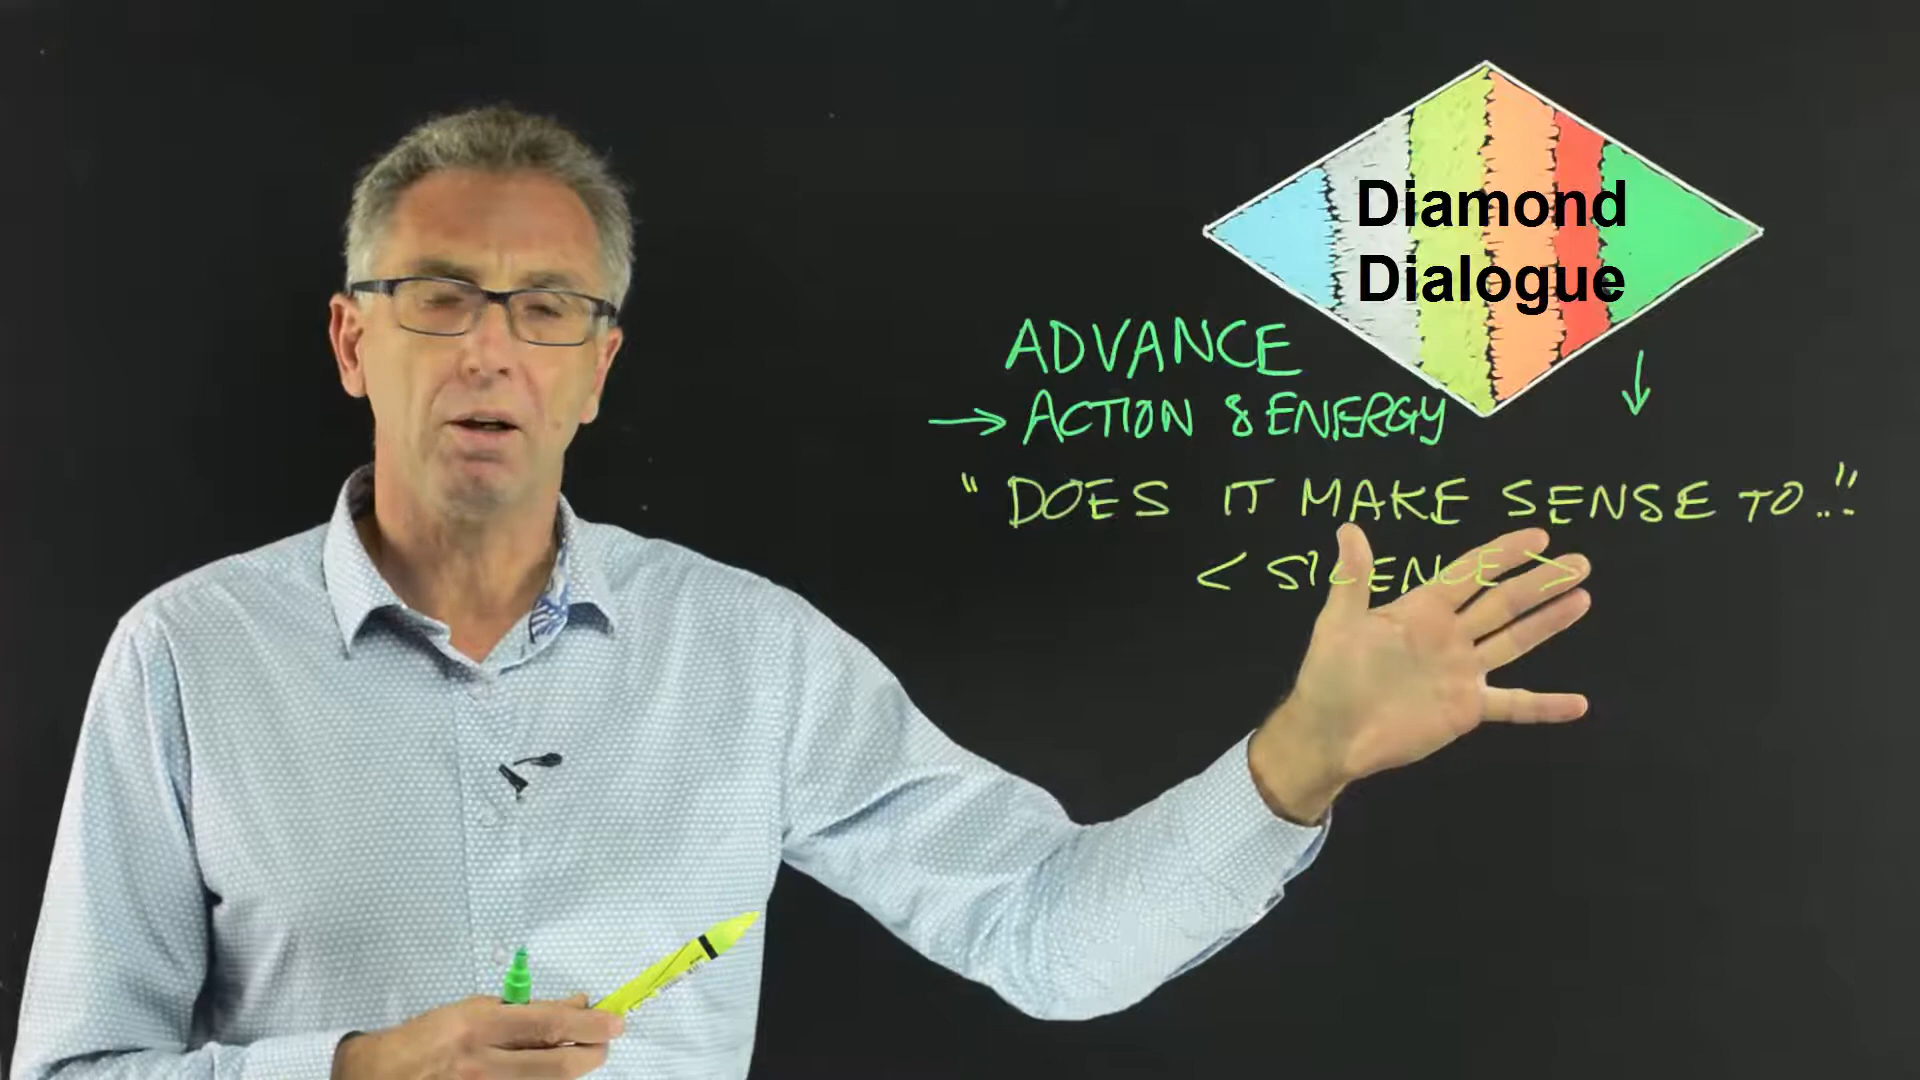 Diamond
Dialogue
ADVANCE
→ ACTION & ENERGY
"DOES IT MAKE SENSE TO..."
< SILENCE >